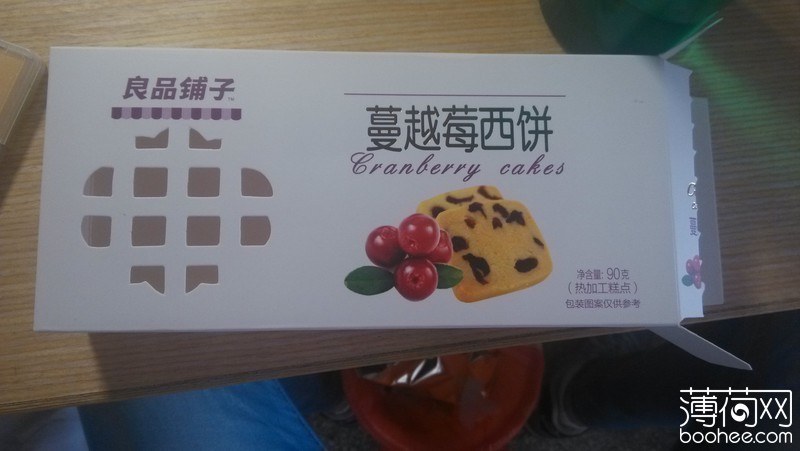 良品铺子
TM
蔓越莓西饼
Cranberry cakes
净含量: 90克
(热加工糕点)
包装图案仅供参考
薄荷网
boohee.com